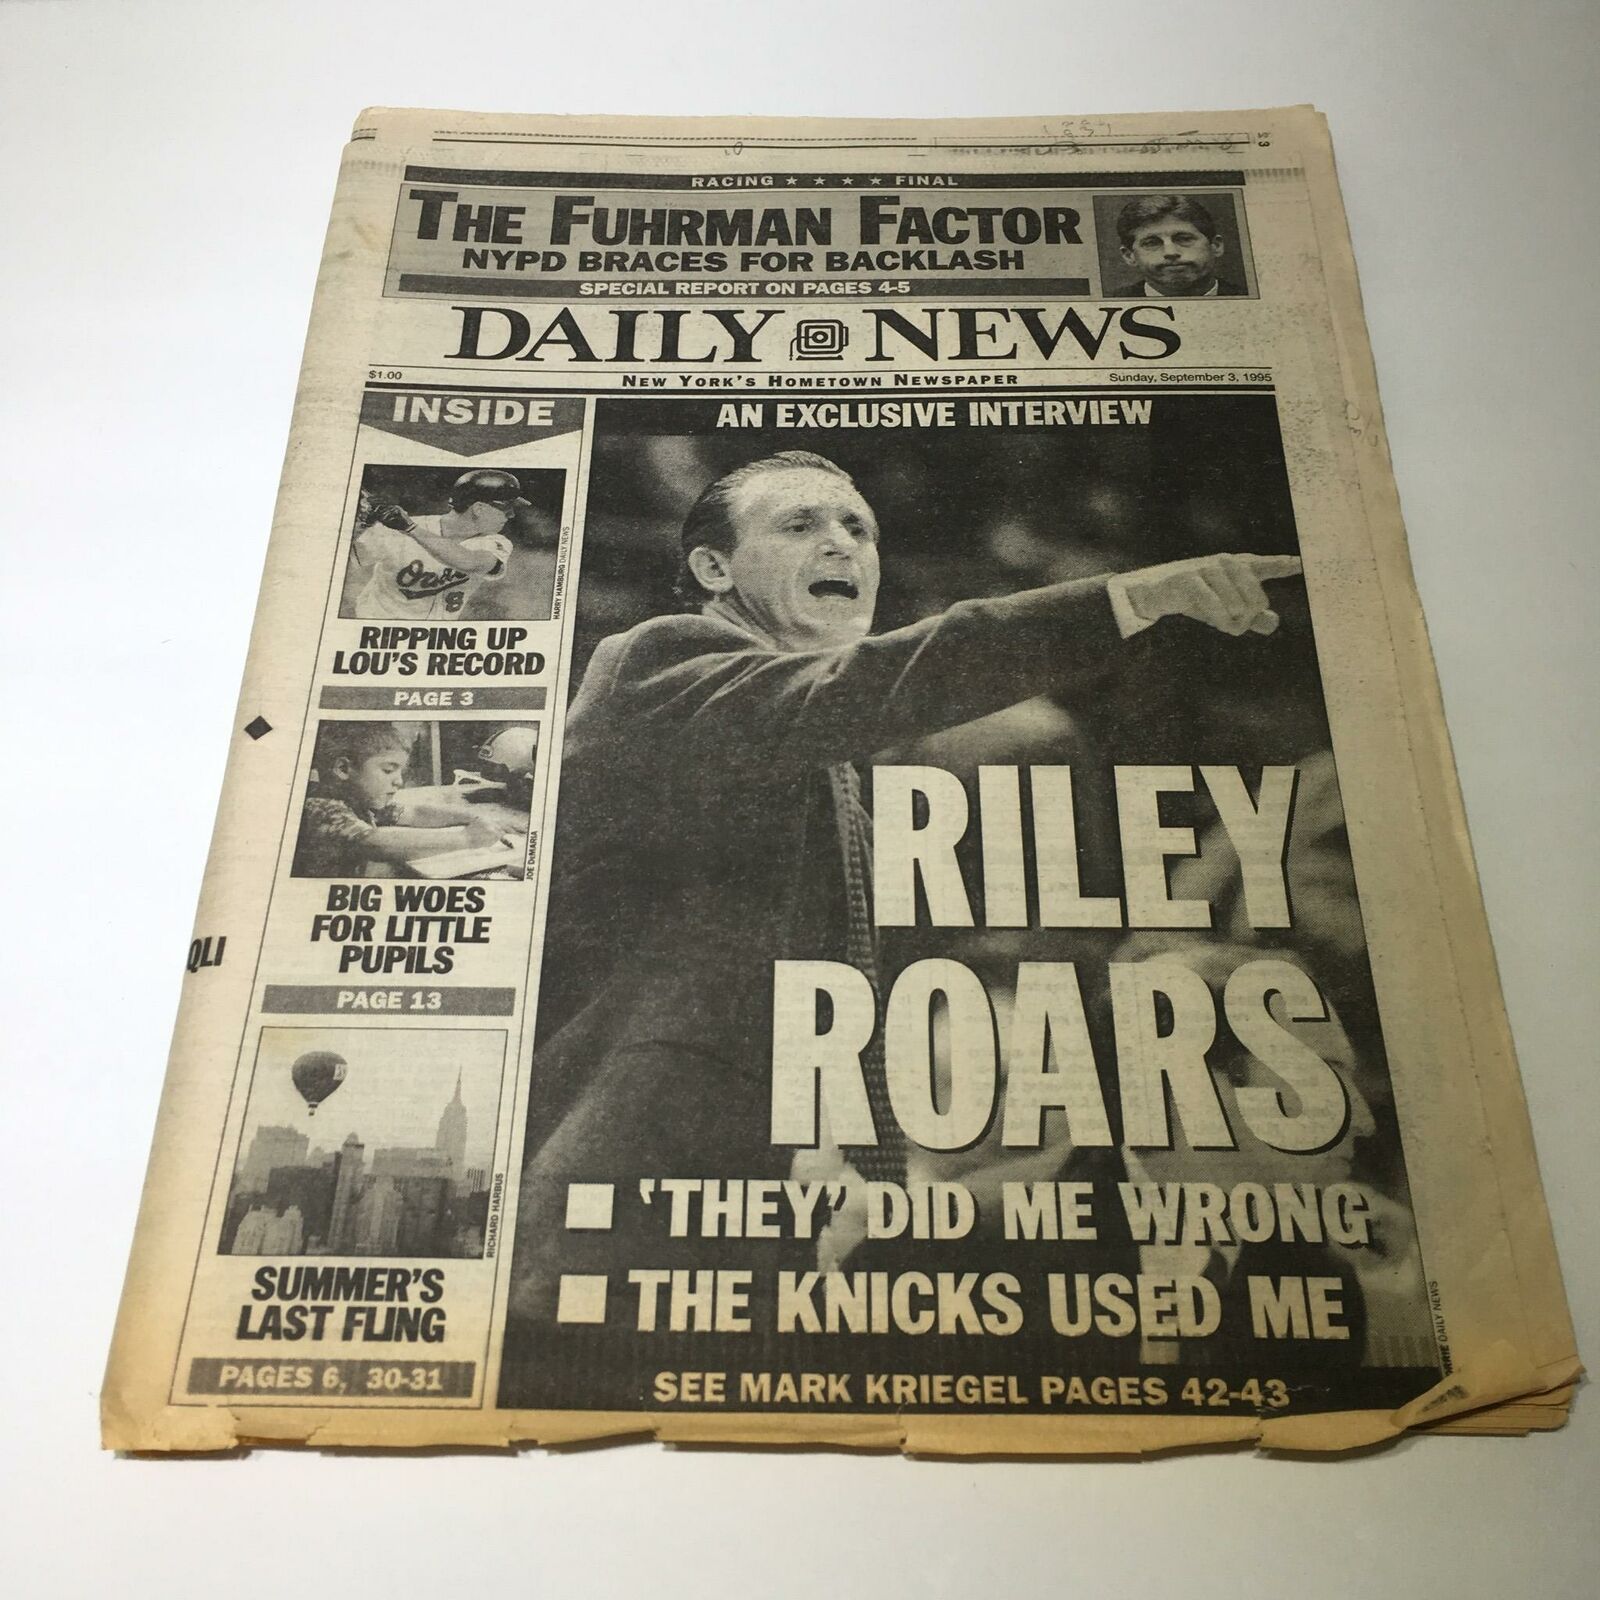 RACING ★ ★ ★ ★ FINAL
THE FUHRMAN FACTOR
NYPD BRACES FOR BACKLASH
SPECIAL REPORT ON PAGES 4-5
DAILY NEWS
$1.00
NEW YORK'S HOMETOWN NEWSPAPER
Sunday, September 3, 1995
INSIDE
HARRY HAMBURG DAILY NEWS
RIPPING UP
LOU'S RECORD
PAGE 3
JOE DeMARIA
BIG WOES
FOR LITTLE
PUPILS
PAGE 13
RICHARD HARBUS
SUMMER'S
LAST FLING
PAGES 6, 30-31
QLI
AN EXCLUSIVE INTERVIEW
RILEY
ROARS
■ 'THEY' DID ME WRONG
■ THE KNICKS USED ME
SEE MARK KRIEGEL PAGES 42-43
DAILY NEWS